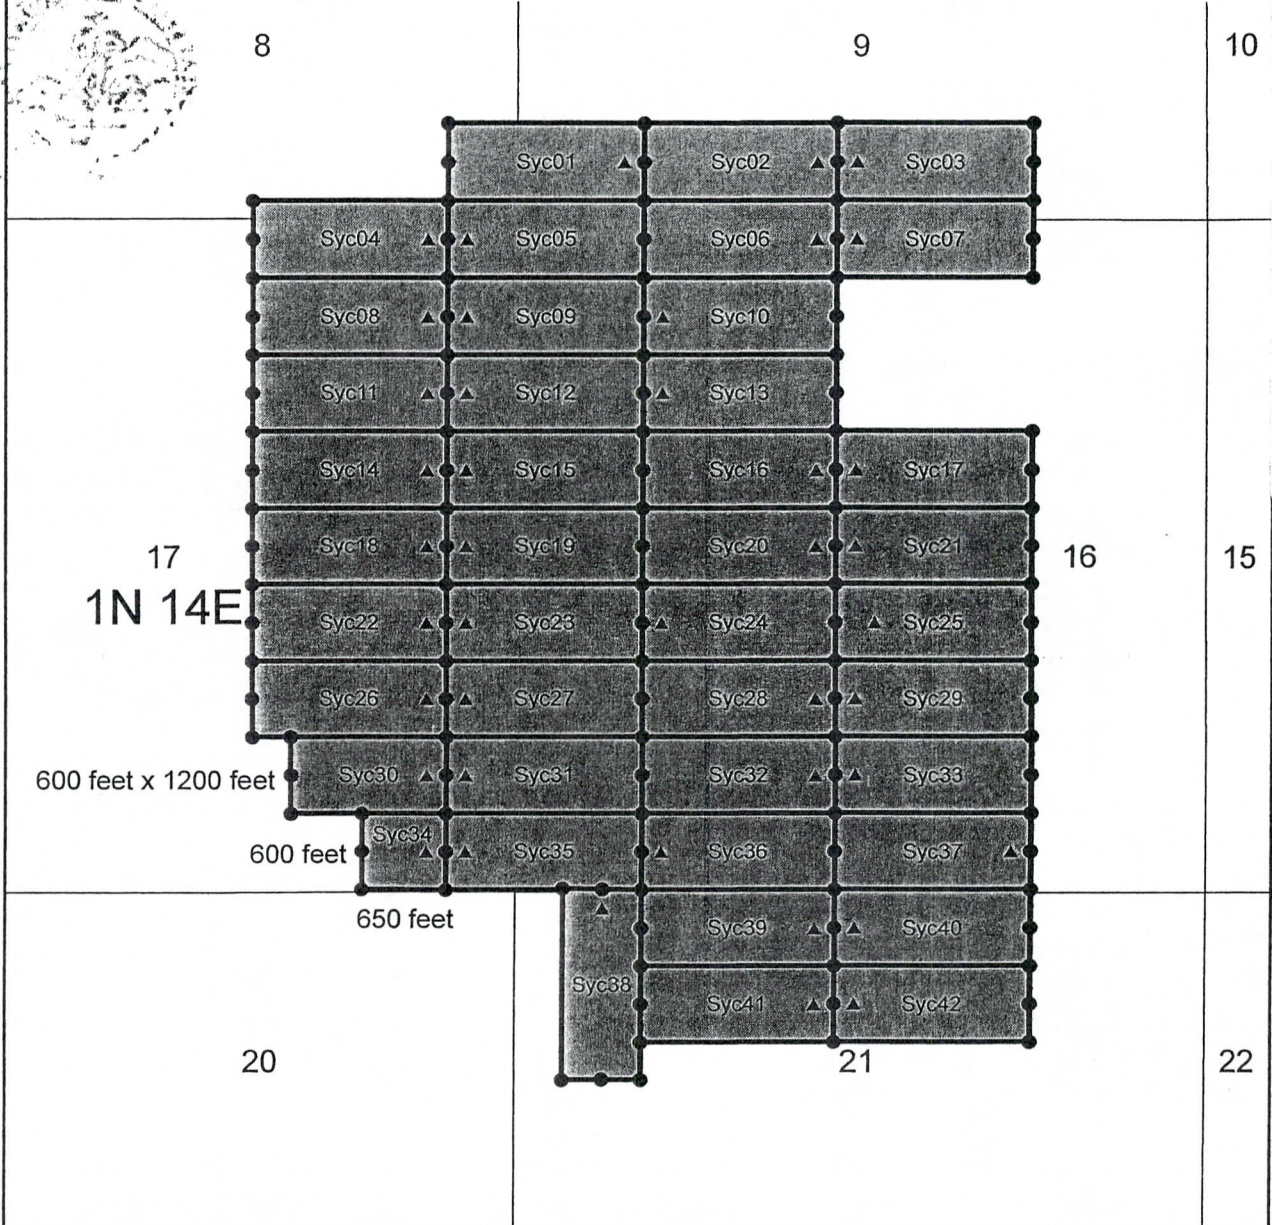 8 9 10
Syc01 Syc02 Syc03
Syc04 Syc05 Syc06 Syc07
Syc08 Syc09 Syc10
Syc11 Syc12 Syc13
Syc14 Syc15 Syc16 Syc17
Syc18 Syc19 Syc20 Syc21
17 16 15
1N 14E
Syc22 Syc23 Syc24 Syc25
Syc26 Syc27 Syc28 Syc29
600 feet x 1200 feet Syc30 Syc31 Syc32 Syc33
Syc34
600 feet Syc35 Syc36 Syc37
650 feet Syc39 Syc40
Syc38
Syc41 Syc42
20 21 22